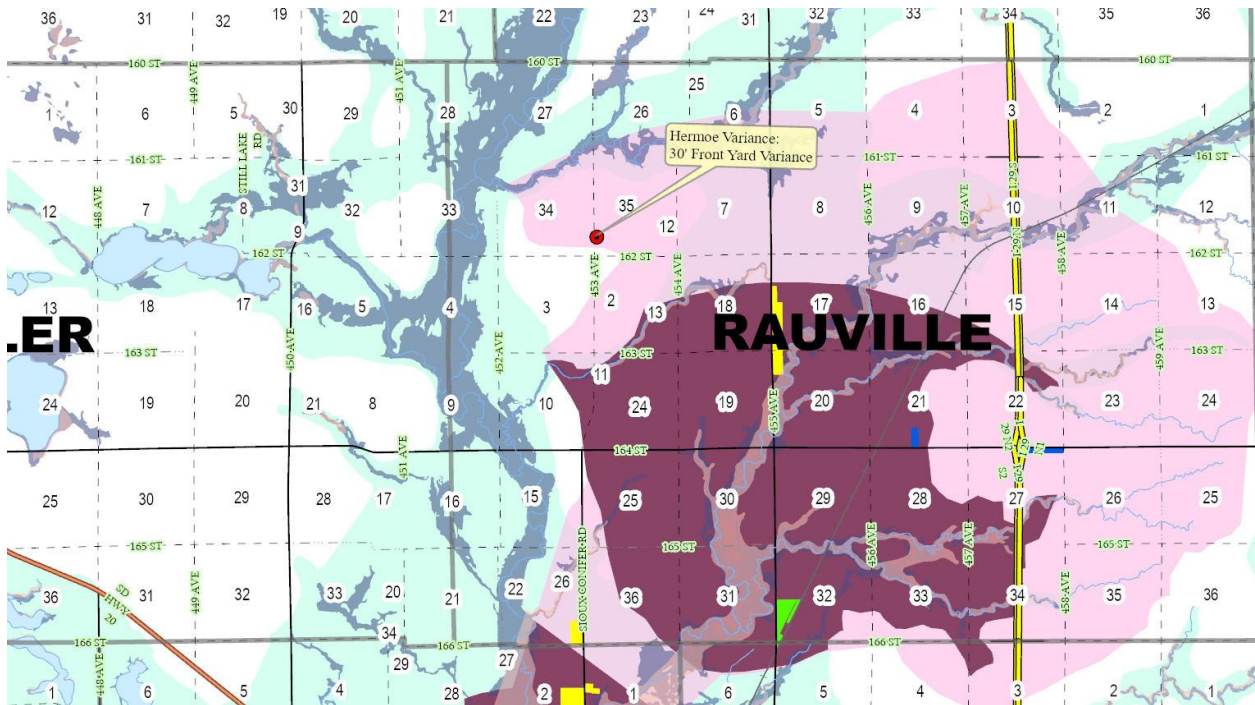 36 31 32 19 20 21 22 23 24 31 32 33 34 35 36
160 ST 160 ST 160 ST
449 AVE
451 AVE
25
1 6 5 30 29 28 27 26 6 5 4 3 2 1
STILL LAKE
RD
Hermoe Variance:
30' Front Yard Variance
161 ST 161 ST 161 ST
I 29 S
31
448 AVE
456 AVE
457 AVE
12 7 8 32 33 34 35 12 7 8 9 10 11 12
9
I 29 N
458 AVE
162 ST 162 ST 162 ST
453 AVE
454 AVE
13 18 17 16 5 4 3 2 13 18 17 16 15 14 13
LER
RAUVILLE
450 AVE
452 AVE
459 AVE
163 ST 163 ST 163 ST
11
24 19 20 21 8 9 10 24 19 20 21 22 23 24
455 AVE
164 ST
451 AVE
25 30 29 28 17 16 15 25 30 29 28 27 26 25
165 ST 165 ST 165 ST
456 AVE
457 AVE
SIOUX CONIFER RD
36 31 32 33 20 21 22 26 36 31 32 33 34 35 36
SD
HWY
20
449 AVE
458 AVE
34
166 ST 166 ST 166 ST
448 AVE
29 27
1 6 5 4 28 2 1 6 5 4 3 2 1